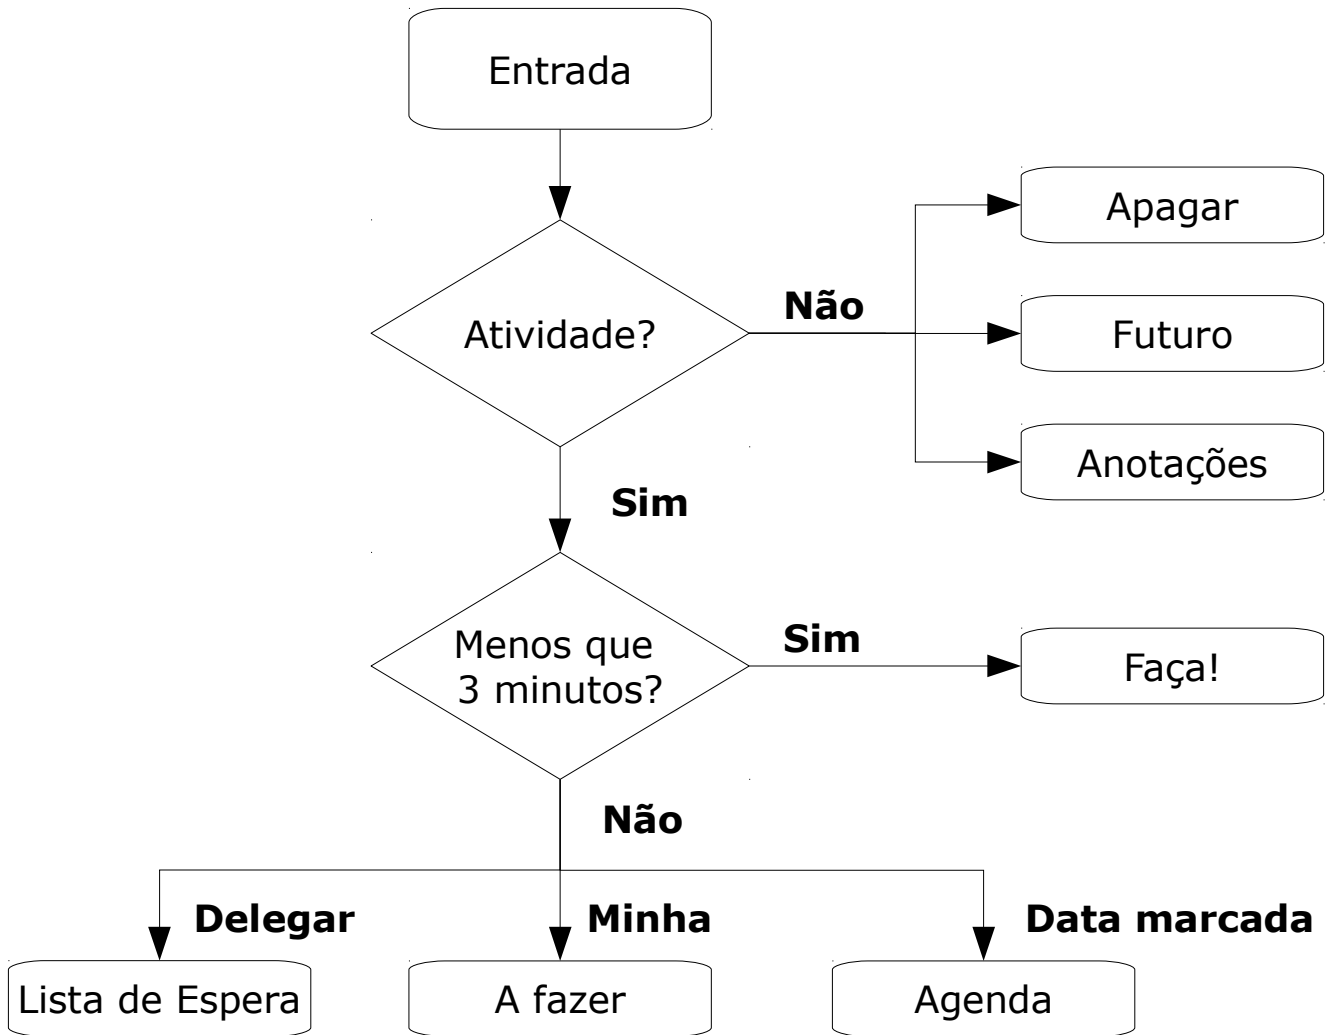 Entrada
Apagar
Não
Atividade?
Futuro
Anotações
Sim
Menos que
3 minutos?
Sim
Faça!
Não
Delegar
Minha
Data marcada
Lista de Espera
A fazer
Agenda